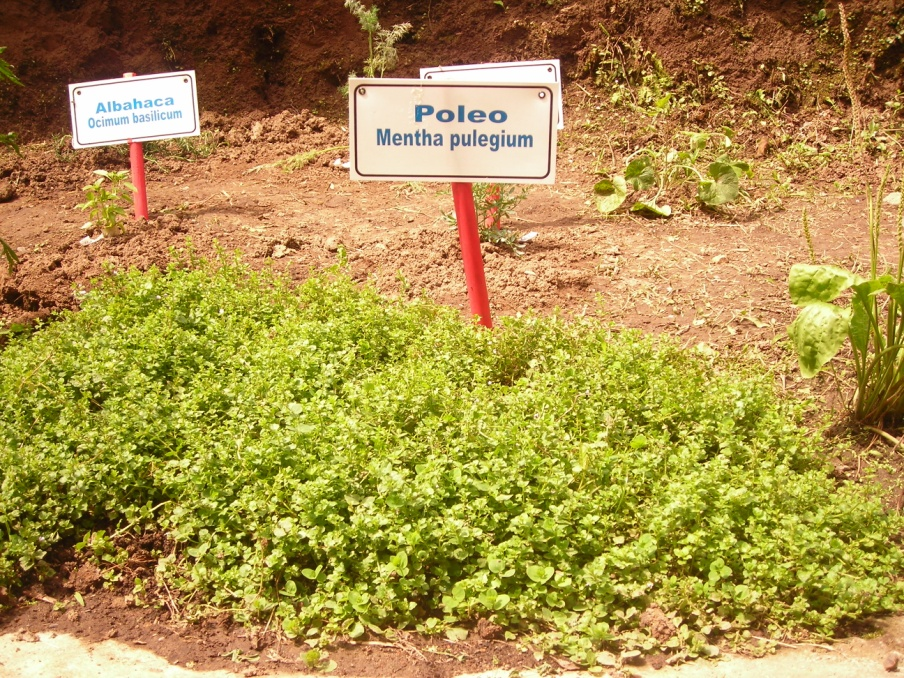 Albahaca
Ocimum basilicum
Poleo
Mentha pulegium